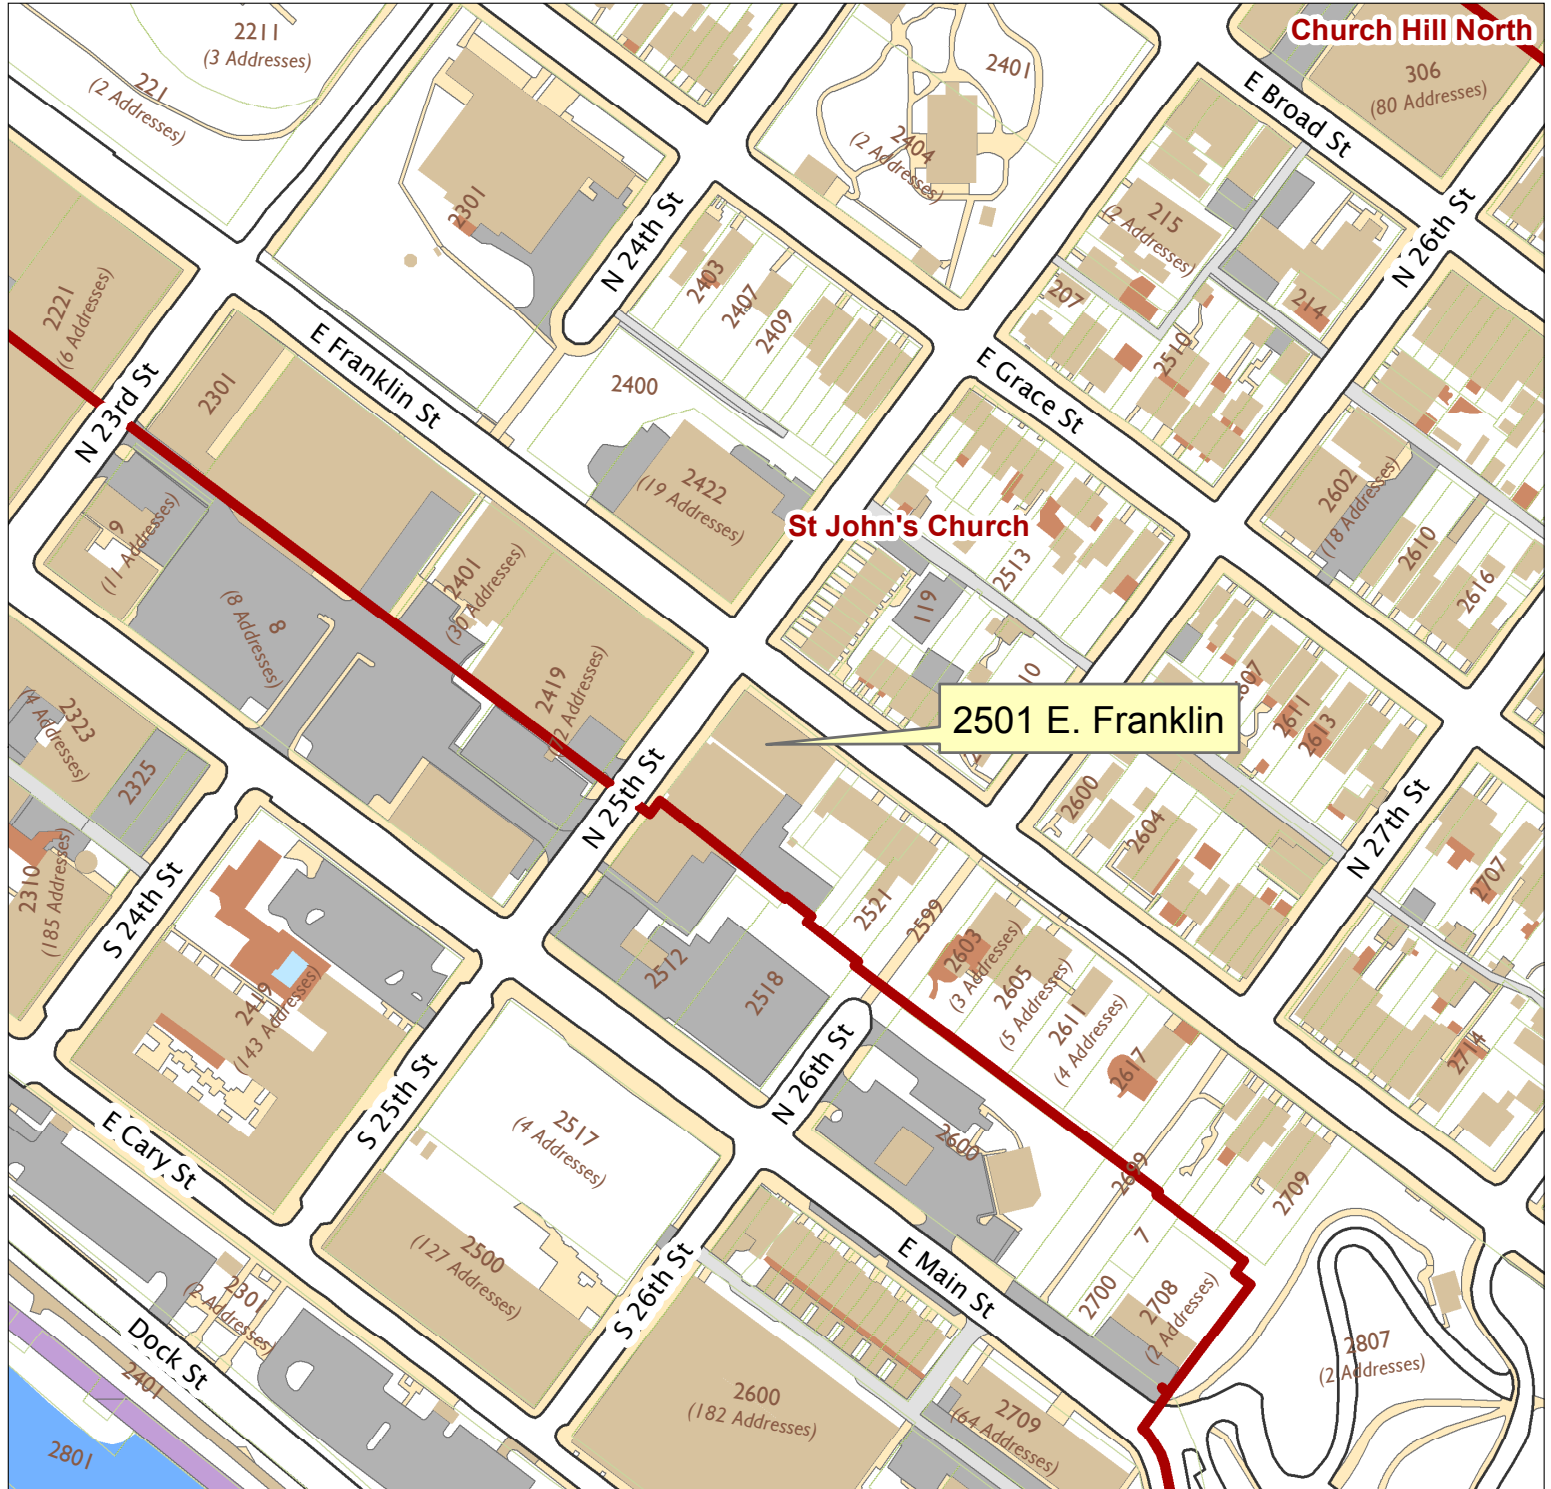 2211
(3 Addresses)
221
(2 Addresses)
2401
Church Hill North
306
(80 Addresses)
E Broad St
2404
(2 Addresses)
2301
N 24th St
215
(2 Addresses)
N 26th St
2221
(6 Addresses)
2403
2407
2409
207
214
2510
E Franklin St
2301
N 23rd St
2400
E Grace St
2422
(19 Addresses)
St John's Church
2602
(18 Addresses)
2610
2616
9
(11 Addresses)
8
(8 Addresses)
2401
(30 Addresses)
2513
119
2419
2501 E. Franklin
2611
2613
2323
(4 Addresses)
2325
N 25th St
2600
2604
N 27th St
2707
2310
(185 Addresses)
S 24th St
2521
2599
2603
(3 Addresses)
2605
(5 Addresses)
2611
(4 Addresses)
2617
2512
2518
2419
(143 Addresses)
2714
N 26th St
S 25th St
E Cary St
2517
(4 Addresses)
2600
2699
2709
7
2500
(127 Addresses)
S 26th St
E Main St
2700
2708
(2 Addresses)
2301
(2 Addresses)
Dock St
2401
2807
(2 Addresses)
2600
(182 Addresses)
2709
(64 Addresses)
2801